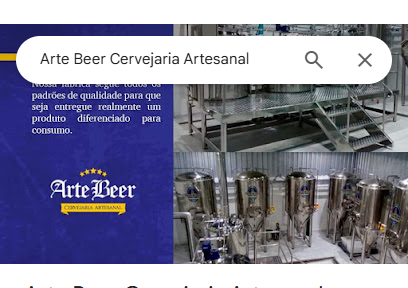 Arte Beer Cervejaria Artesanal
Nossa fábrica segue todos os
padrões de qualidade para que
seja entregue realmente um
produto diferenciado para
consumo.
Arte Beer
CERVEJARIA ARTESANAL